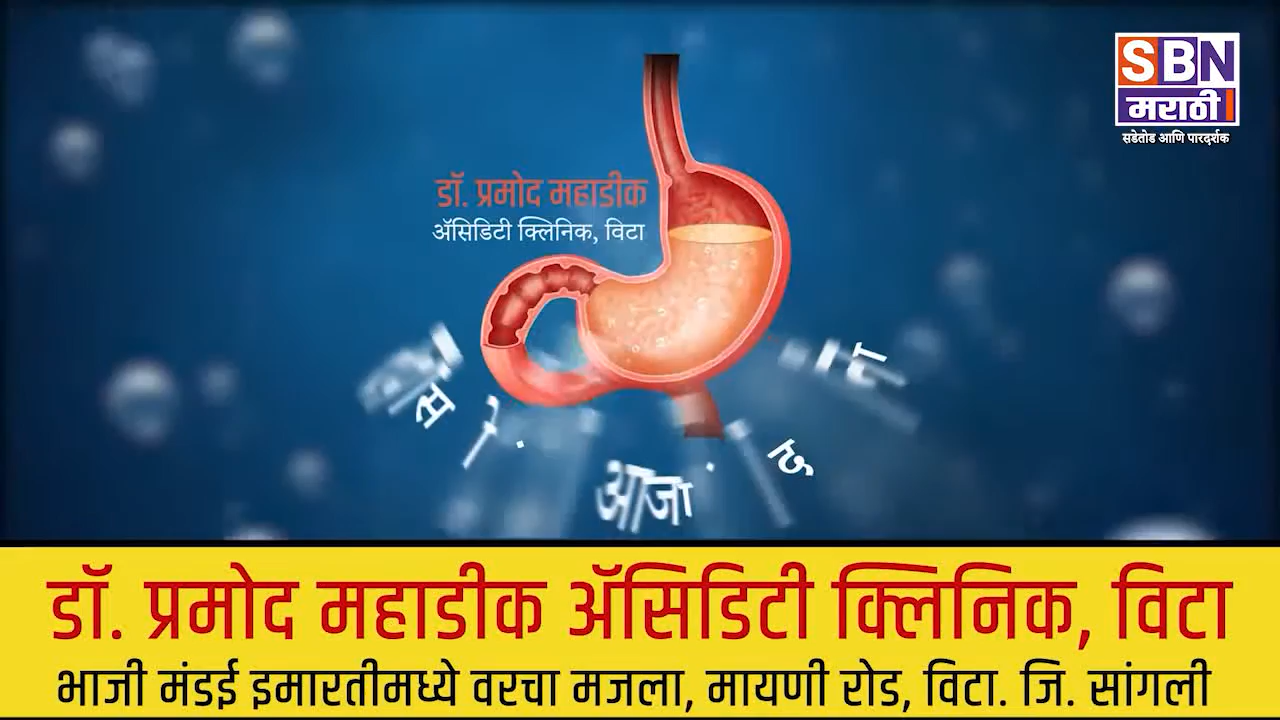 SBN
मराठी
सडेतोड आणि पारदर्शक
डॉ. प्रमोद महाडीक
ॲसिडिटी क्लिनिक, विटा
डॉ. प्रमोद महाडीक ॲसिडिटी क्लिनिक, विटा
भाजी मंडई इमारतीमध्ये वरचा मजला, मायणी रोड, विटा. जि. सांगली